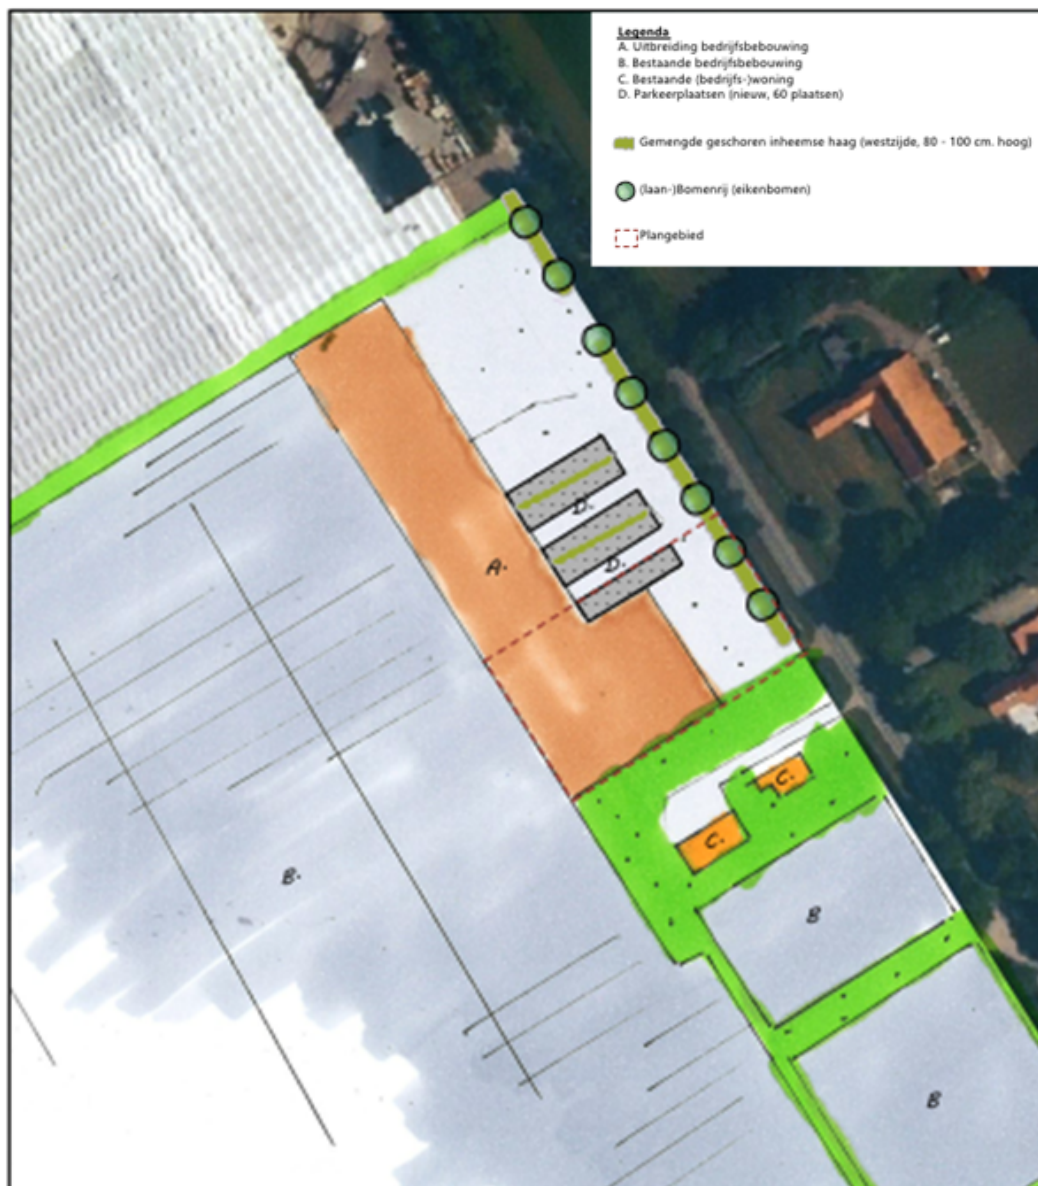 Legenda
A. Uitbreiding bedrijfsbebouwing
B. Bestaande bedrijfsbebouwing
C. Bestaande (bedrijfs-)woning
D. Parkeerplaatsen (nieuw, 60 plaatsen)
Gemengde geschoren inheemse haag (westzijde, 80 - 100 cm. hoog)
(laan-)Bomenrij (eikenbomen)
Plangebied
D.
A.
D.
C.
C.
B.
B
B